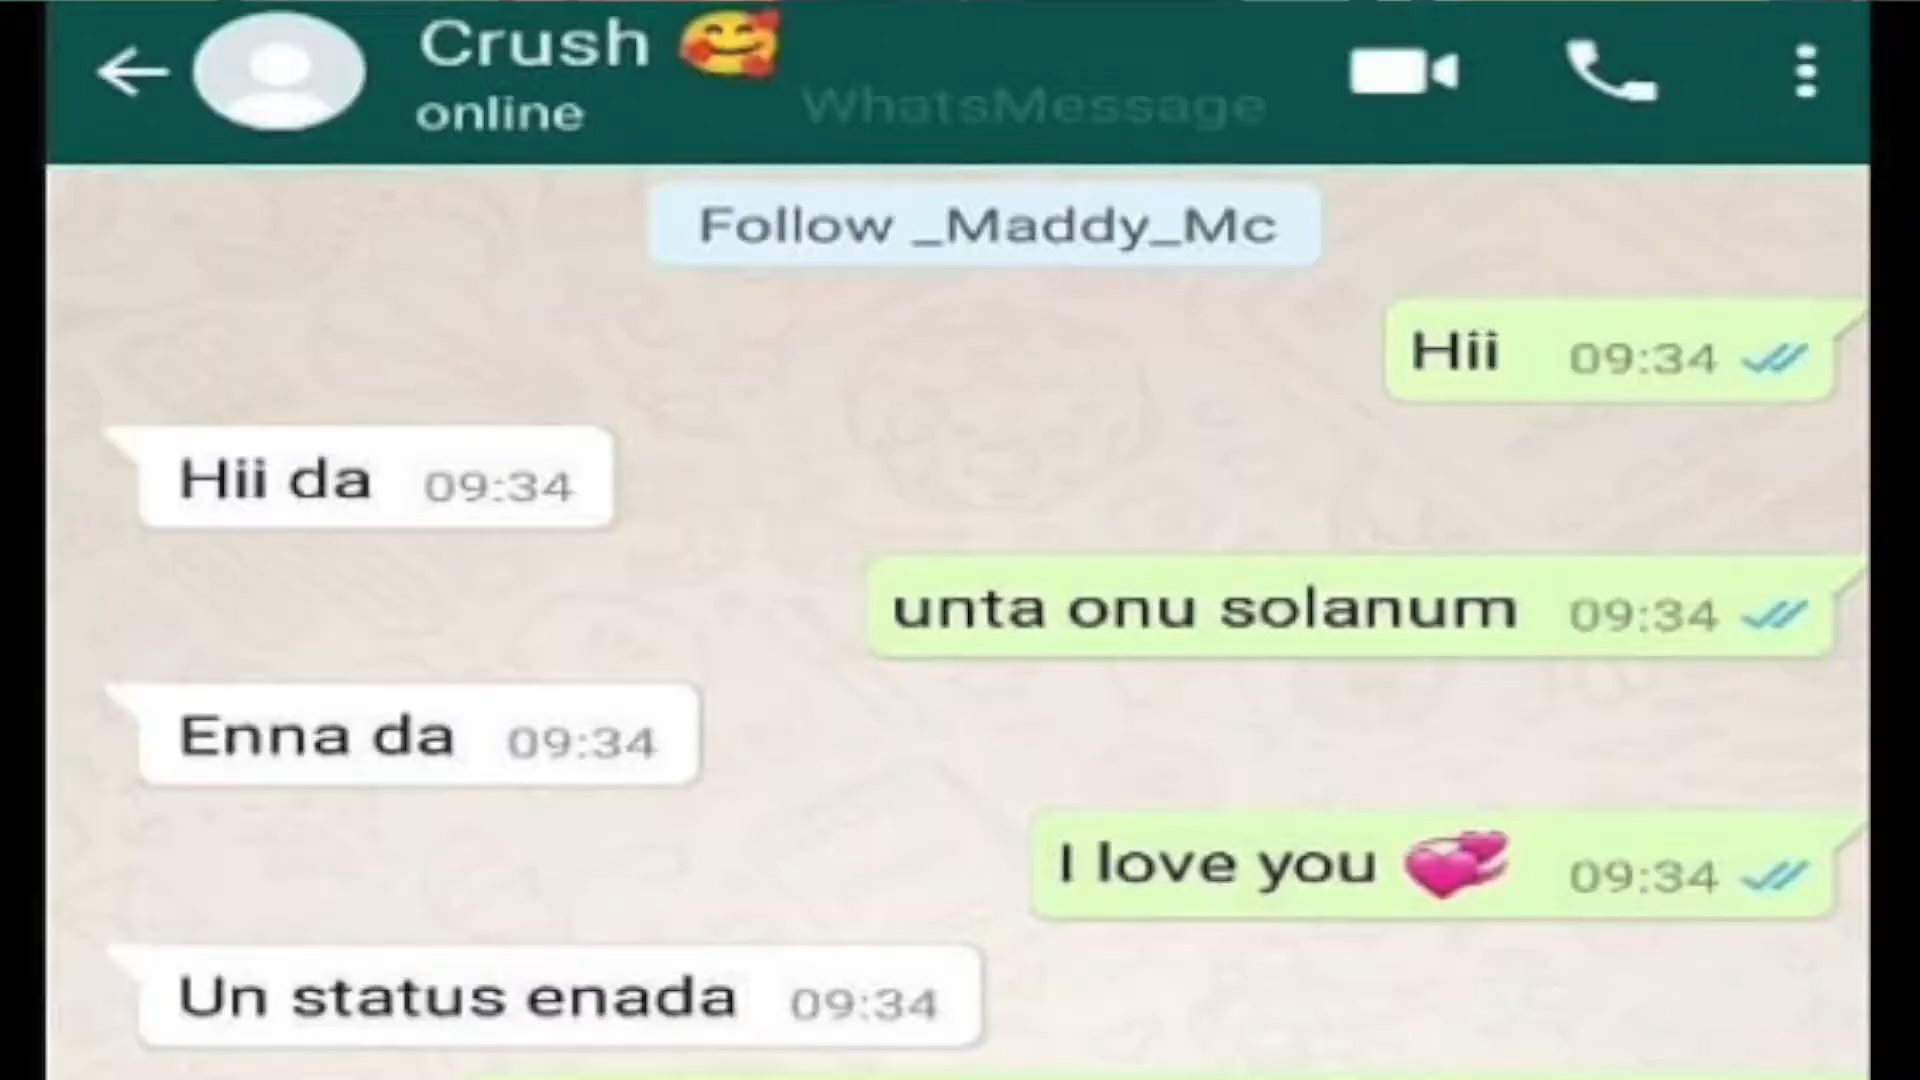 Crush 🥰
online
WhatsMessage
Follow _Maddy_Mc
Hii 09:34
Hii da 09:34
unta onu solanum 09:34
Enna da 09:34
I love you 💞 09:34
Un status enada 09:34